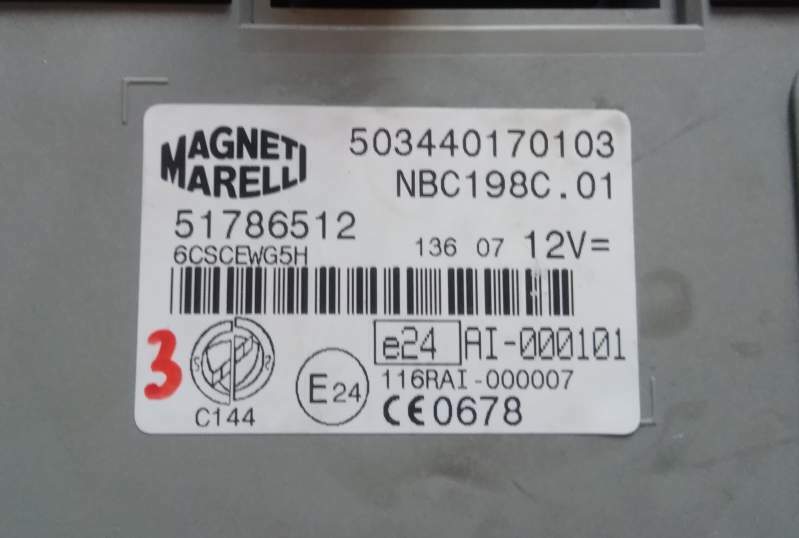 MAGNETI MARELLI
503440170103
NBC198C.01
51786512
6CSCEWG5H
136 07 12V=
3
e24 AI-000101
E24
116RAI-000007
C144
CE0678